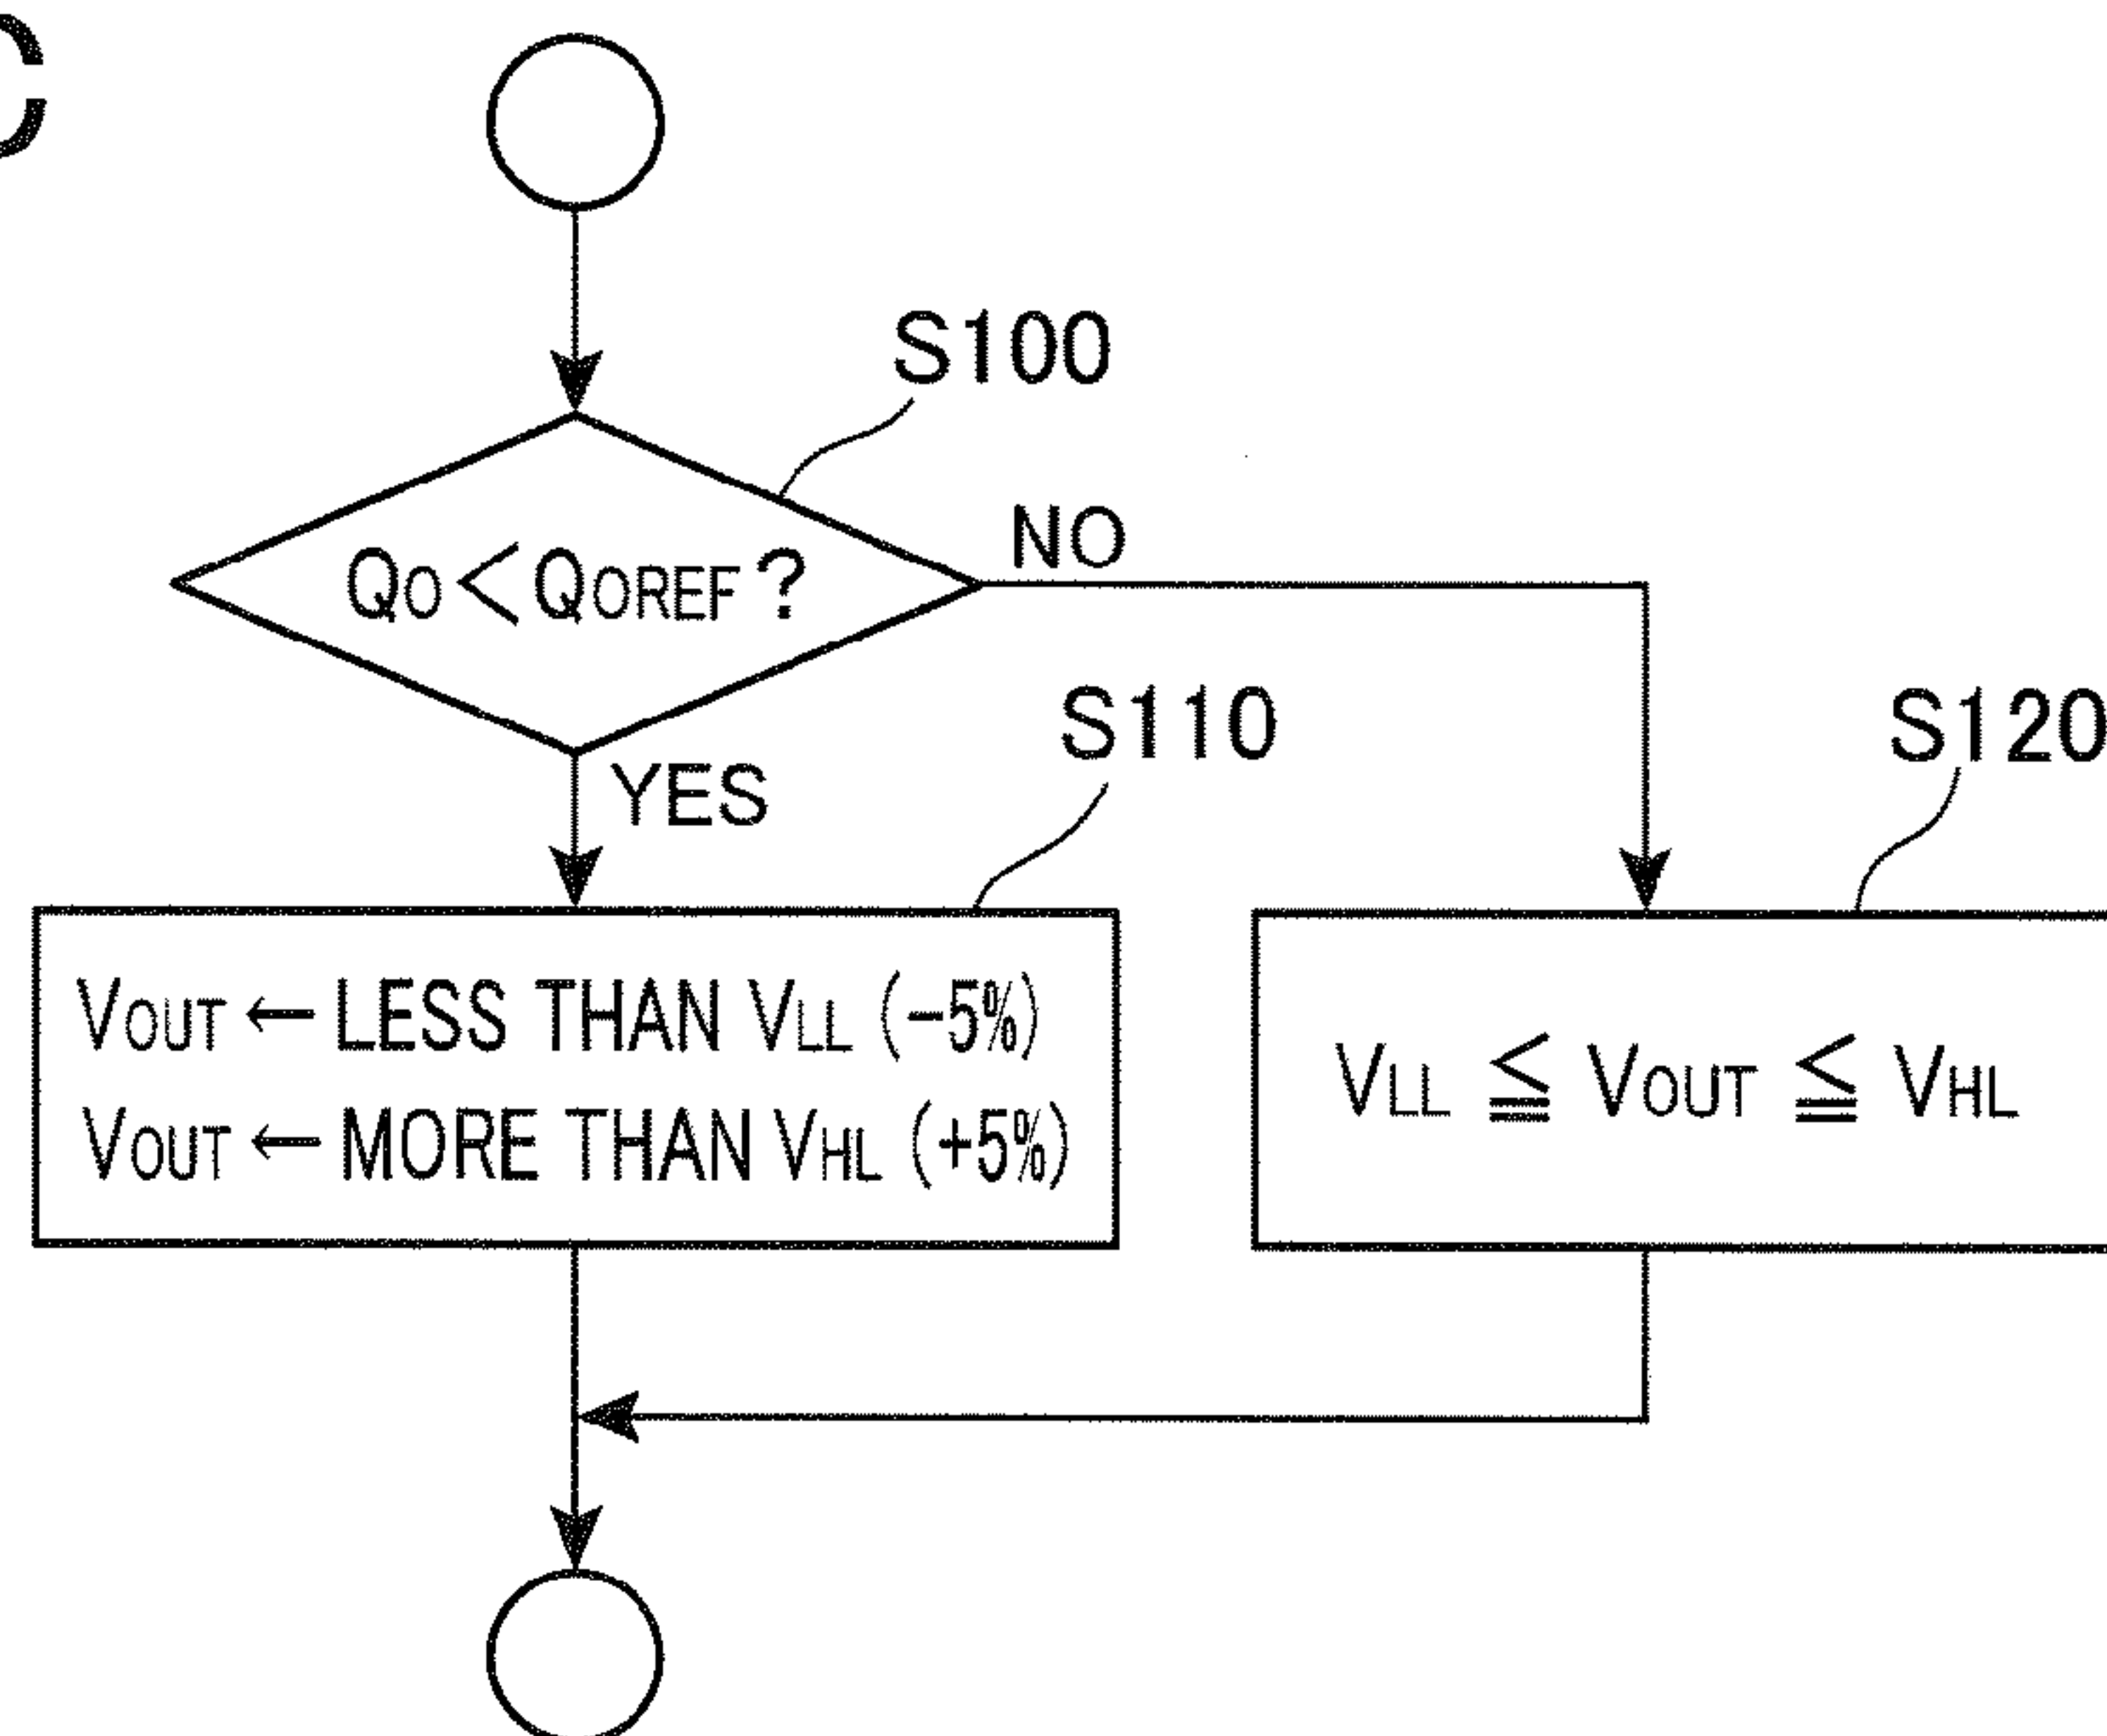 C
S100
QO<QOREF?
NO
S110
S120
YES
VOUT←LESS THAN VLL (−5%)
VOUT←MORE THAN VHL (+5%)
VLL ≦ VOUT ≦ VHL